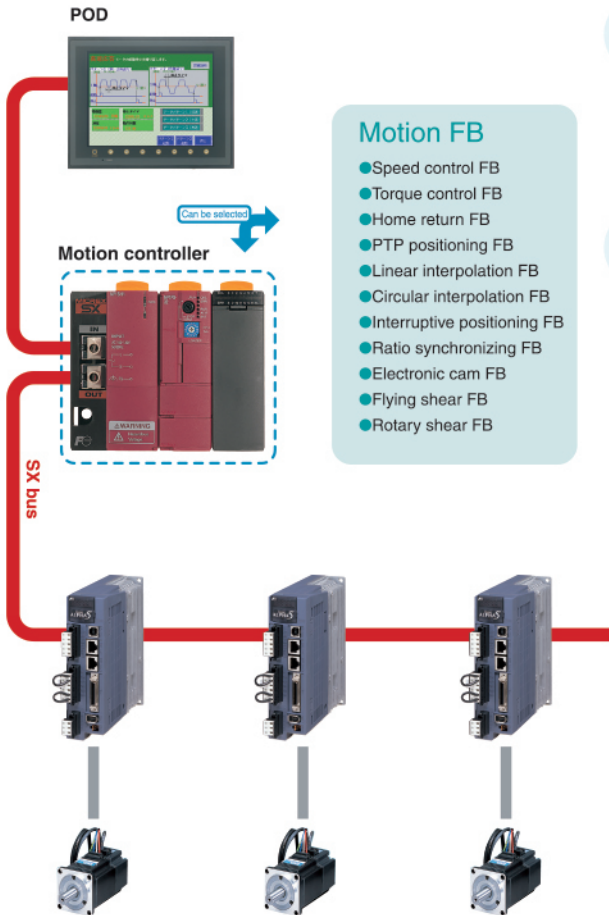 POD
Can be selected
Motion controller
SX
IN
OUT
⚠WARNING
SX bus
Motion FB
●Speed control FB
●Torque control FB
●Home return FB
●PTP positioning FB
●Linear interpolation FB
●Circular interpolation FB
●Interruptive positioning FB
●Ratio synchronizing FB
●Electronic cam FB
●Flying shear FB
●Rotary shear FB